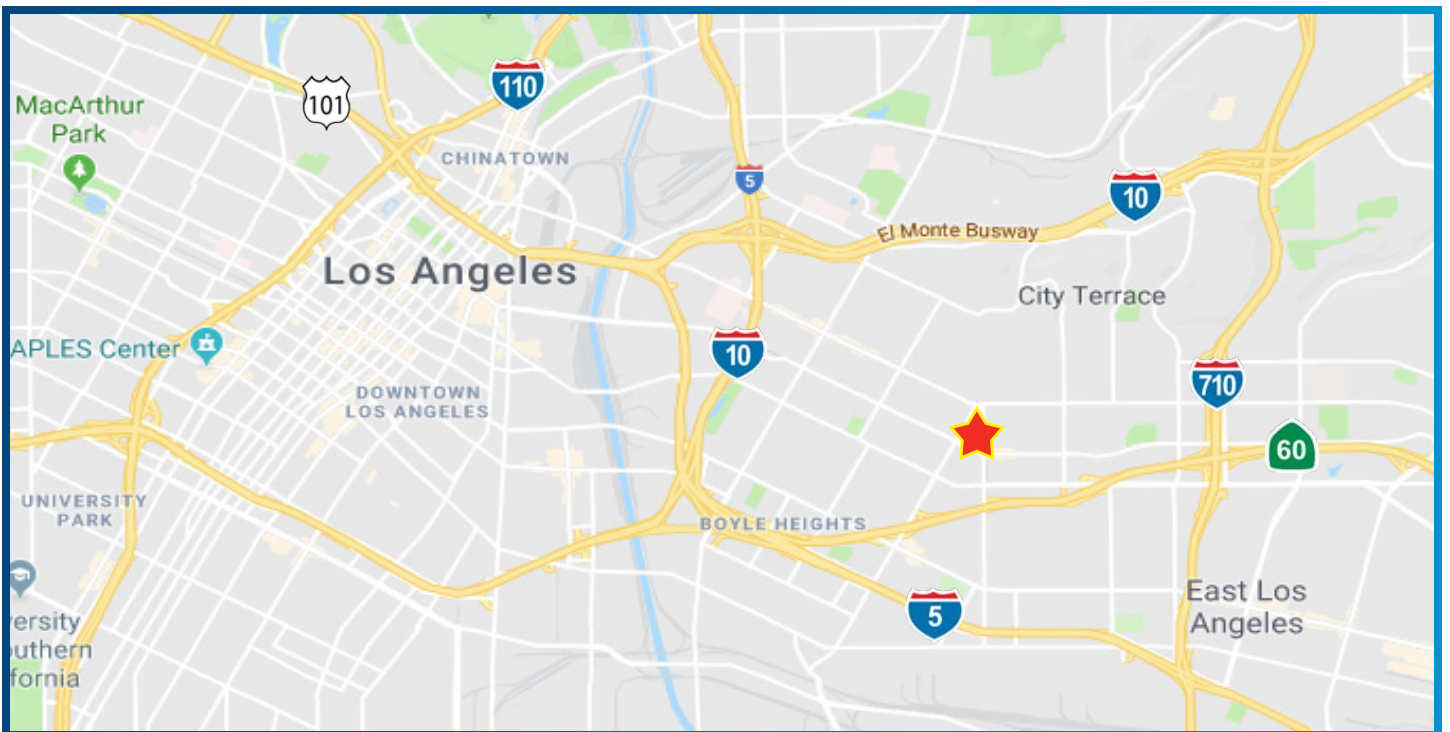 110
101
MacArthur
Park
CHINATOWN
5
10
El Monte Busway
Los Angeles
City Terrace
APLES Center
10
710
DOWNTOWN
LOS ANGELES
60
UNIVERSITY
PARK
BOYLE HEIGHTS
5
East Los
Angeles
versity
outhern
fornia